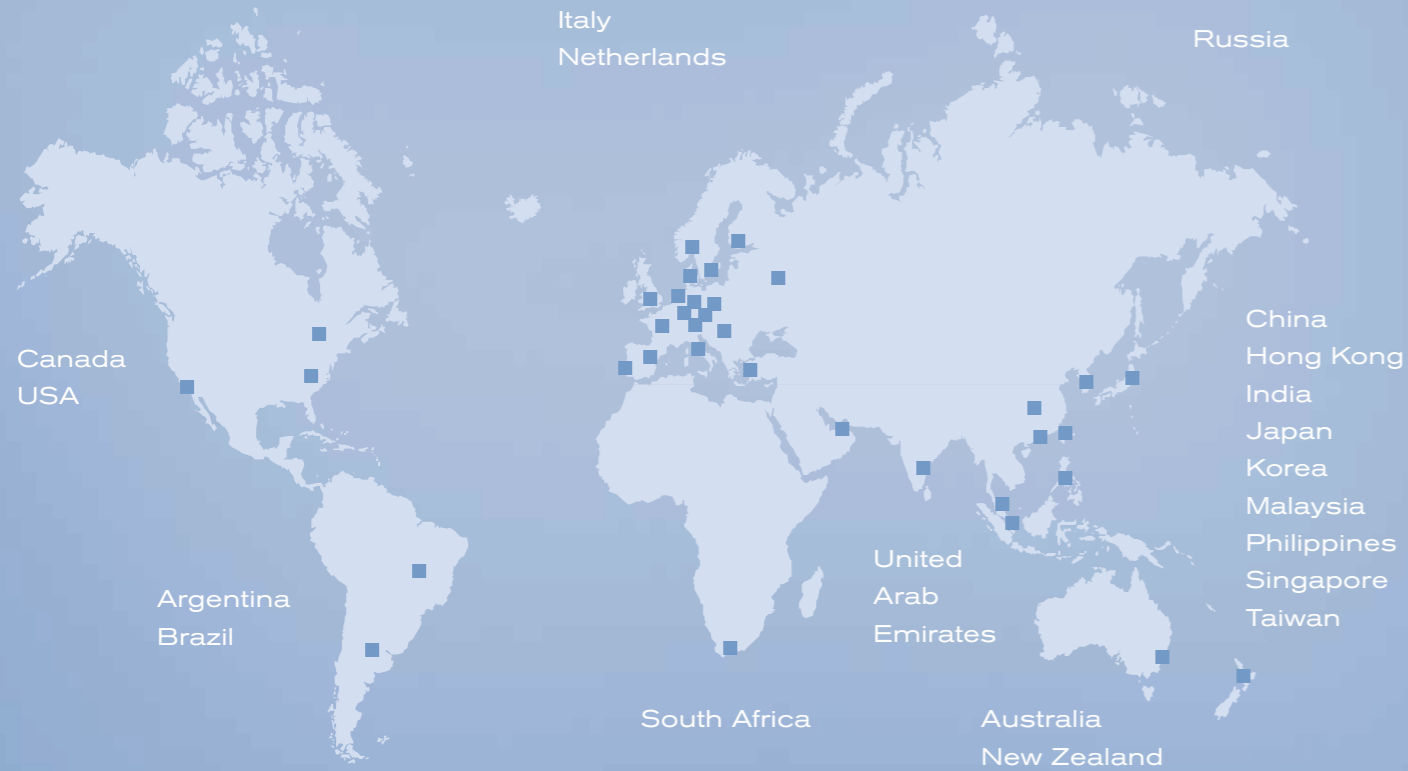 Italy
Netherlands
Russia
Canada
USA
China
Hong Kong
India
Japan
Korea
Malaysia
Philippines
Singapore
Taiwan
Argentina
Brazil
United
Arab
Emirates
South Africa
Australia
New Zealand